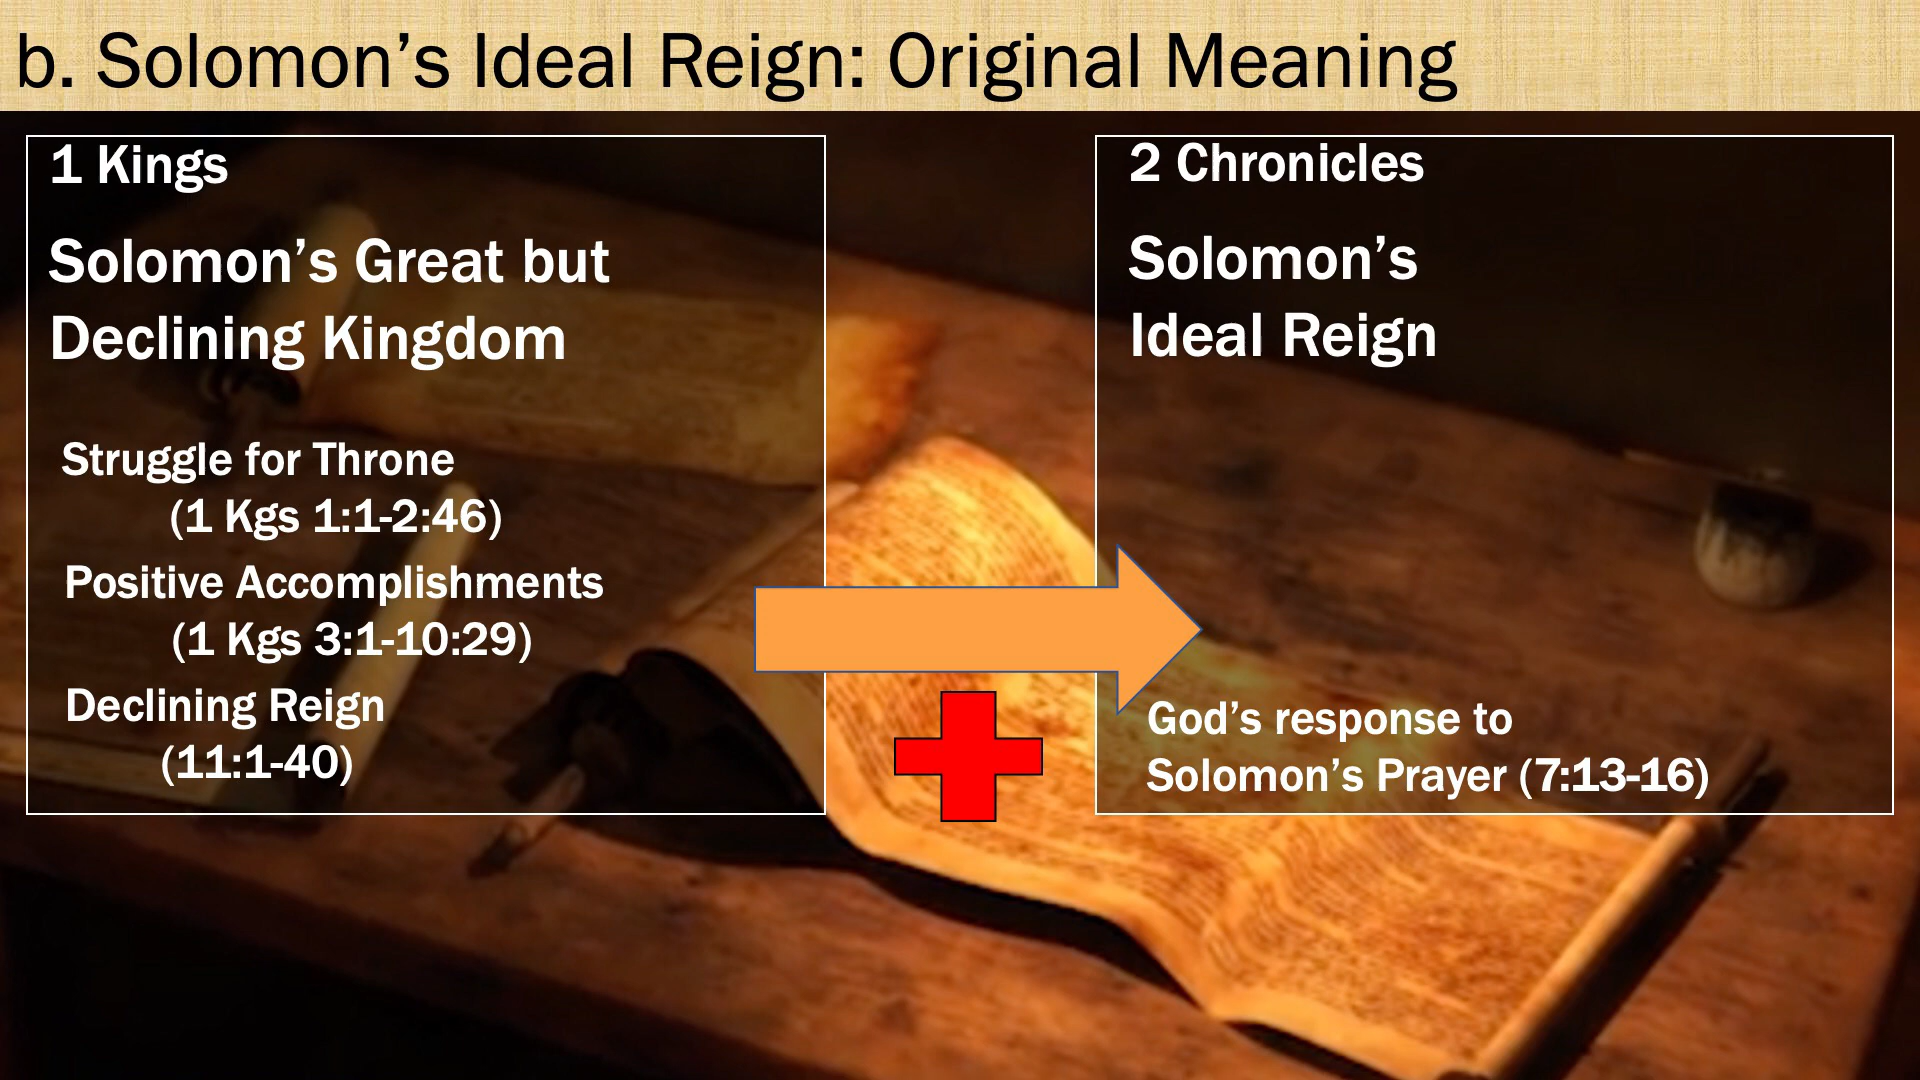 b. Solomon’s Ideal Reign: Original Meaning
1 Kings
Solomon’s Great but
Declining Kingdom
Struggle for Throne
(1 Kgs 1:1-2:46)
Positive Accomplishments
(1 Kgs 3:1-10:29)
Declining Reign
(11:1-40)
2 Chronicles
Solomon’s
Ideal Reign
God’s response to
Solomon’s Prayer (7:13-16)